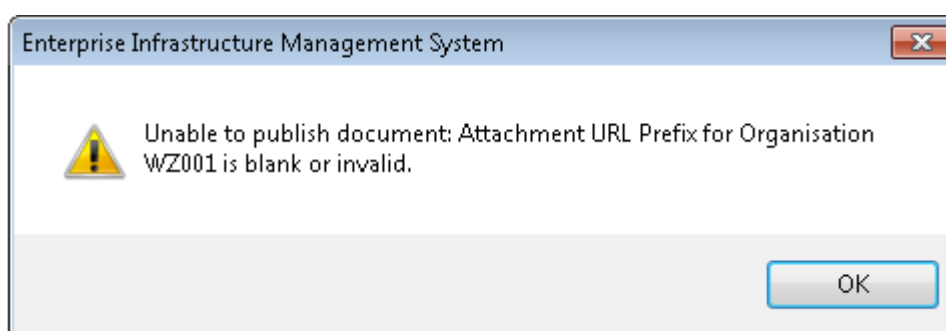 Enterprise Infrastructure Management System
Unable to publish document: Attachment URL Prefix for Organisation
WZ001 is blank or invalid.
OK